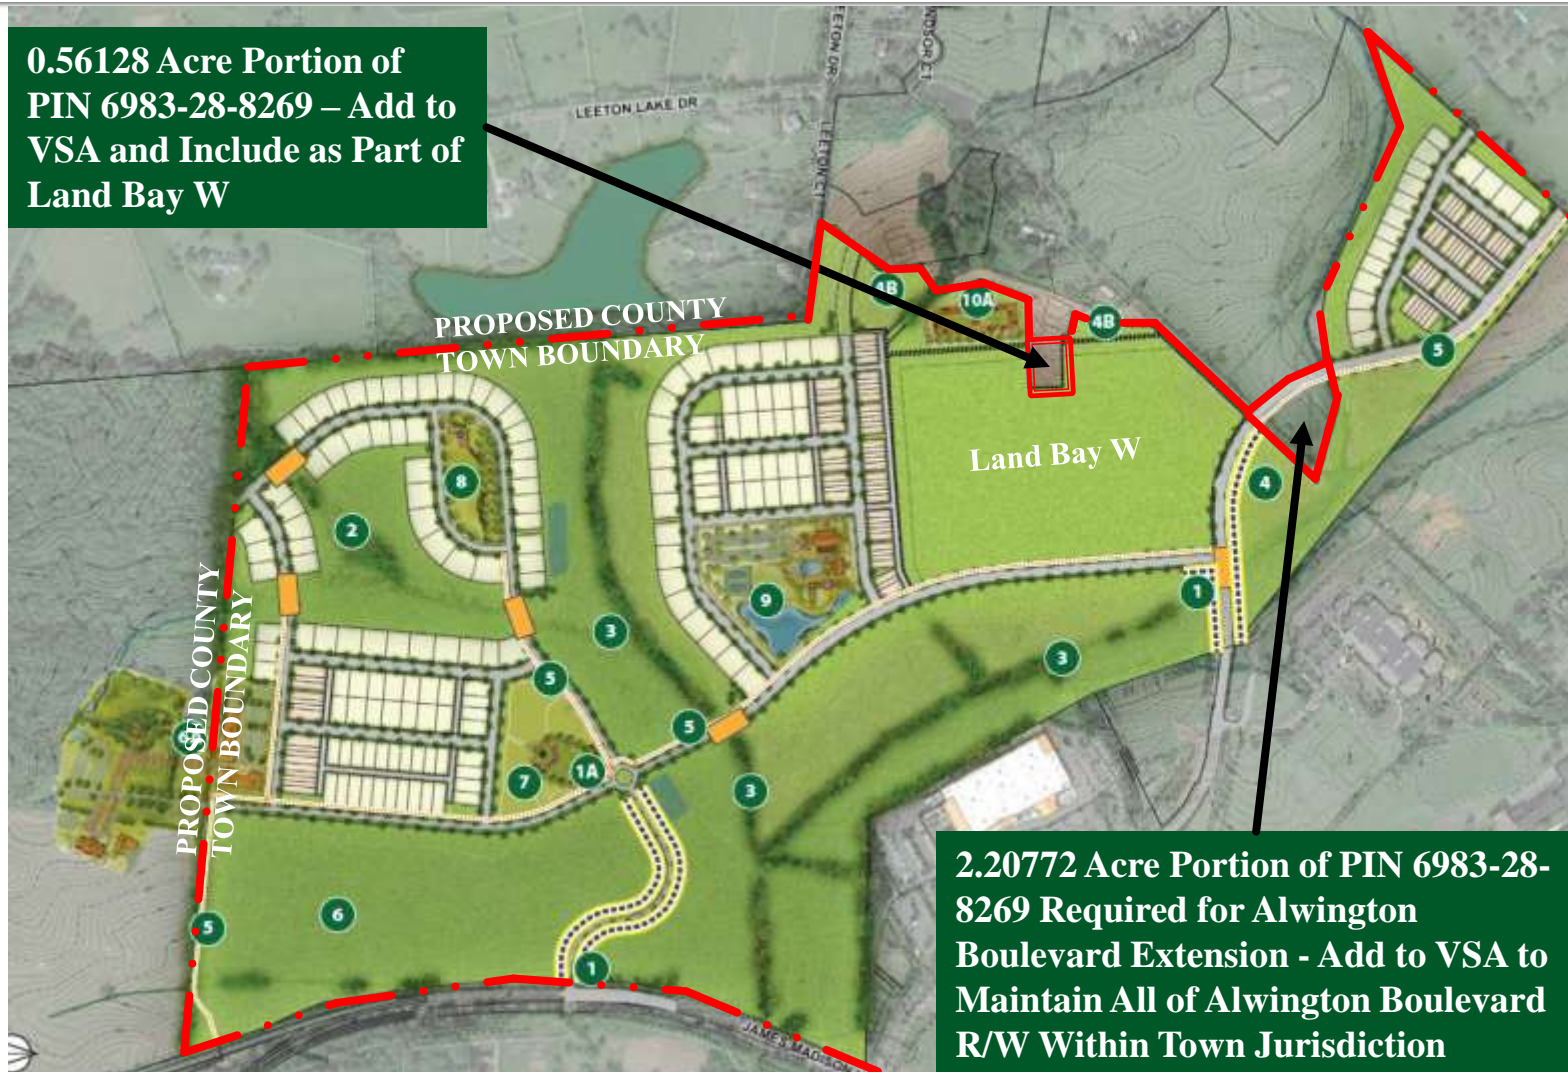 0.56128 Acre Portion of
PIN 6983-28-8269 – Add to
VSA and Include as Part of
Land Bay W
LEETON LAKE DR
LEETON CT
4B
10A
4B
PROPOSED COUNTY
TOWN BOUNDARY
5
Land Bay W
4
8
2
9
1
3
3
PROPOSED COUNTY
TOWN BOUNDARY
5
5
1A
7
3
6
5
1
JAMES MADISON
2.20772 Acre Portion of PIN 6983-28-
8269 Required for Alwington
Boulevard Extension - Add to VSA to
Maintain All of Alwington Boulevard
R/W Within Town Jurisdiction